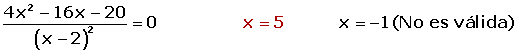 (4x² – 16x – 20) / (x – 2)² = 0    x = 5    x = –1 (No es válida)